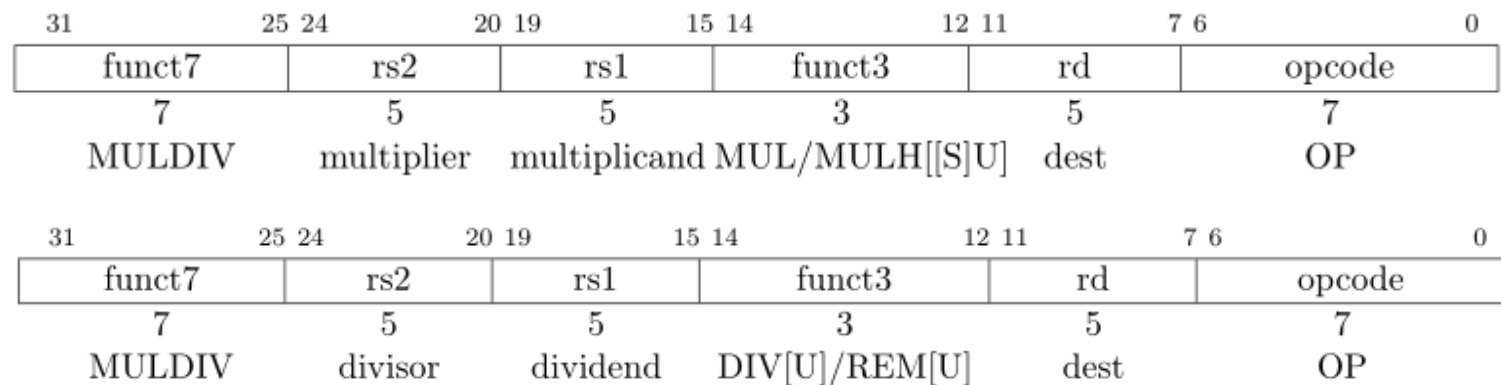 31 25 24 20 19 15 14 12 11 7 6 0
funct7 rs2 rs1 funct3 rd opcode
7 5 5 3 5 7
MULDIV multiplier multiplicand MUL/MULH[[S]U] dest OP
31 25 24 20 19 15 14 12 11 7 6 0
funct7 rs2 rs1 funct3 rd opcode
7 5 5 3 5 7
MULDIV divisor dividend DIV[U]/REM[U] dest OP